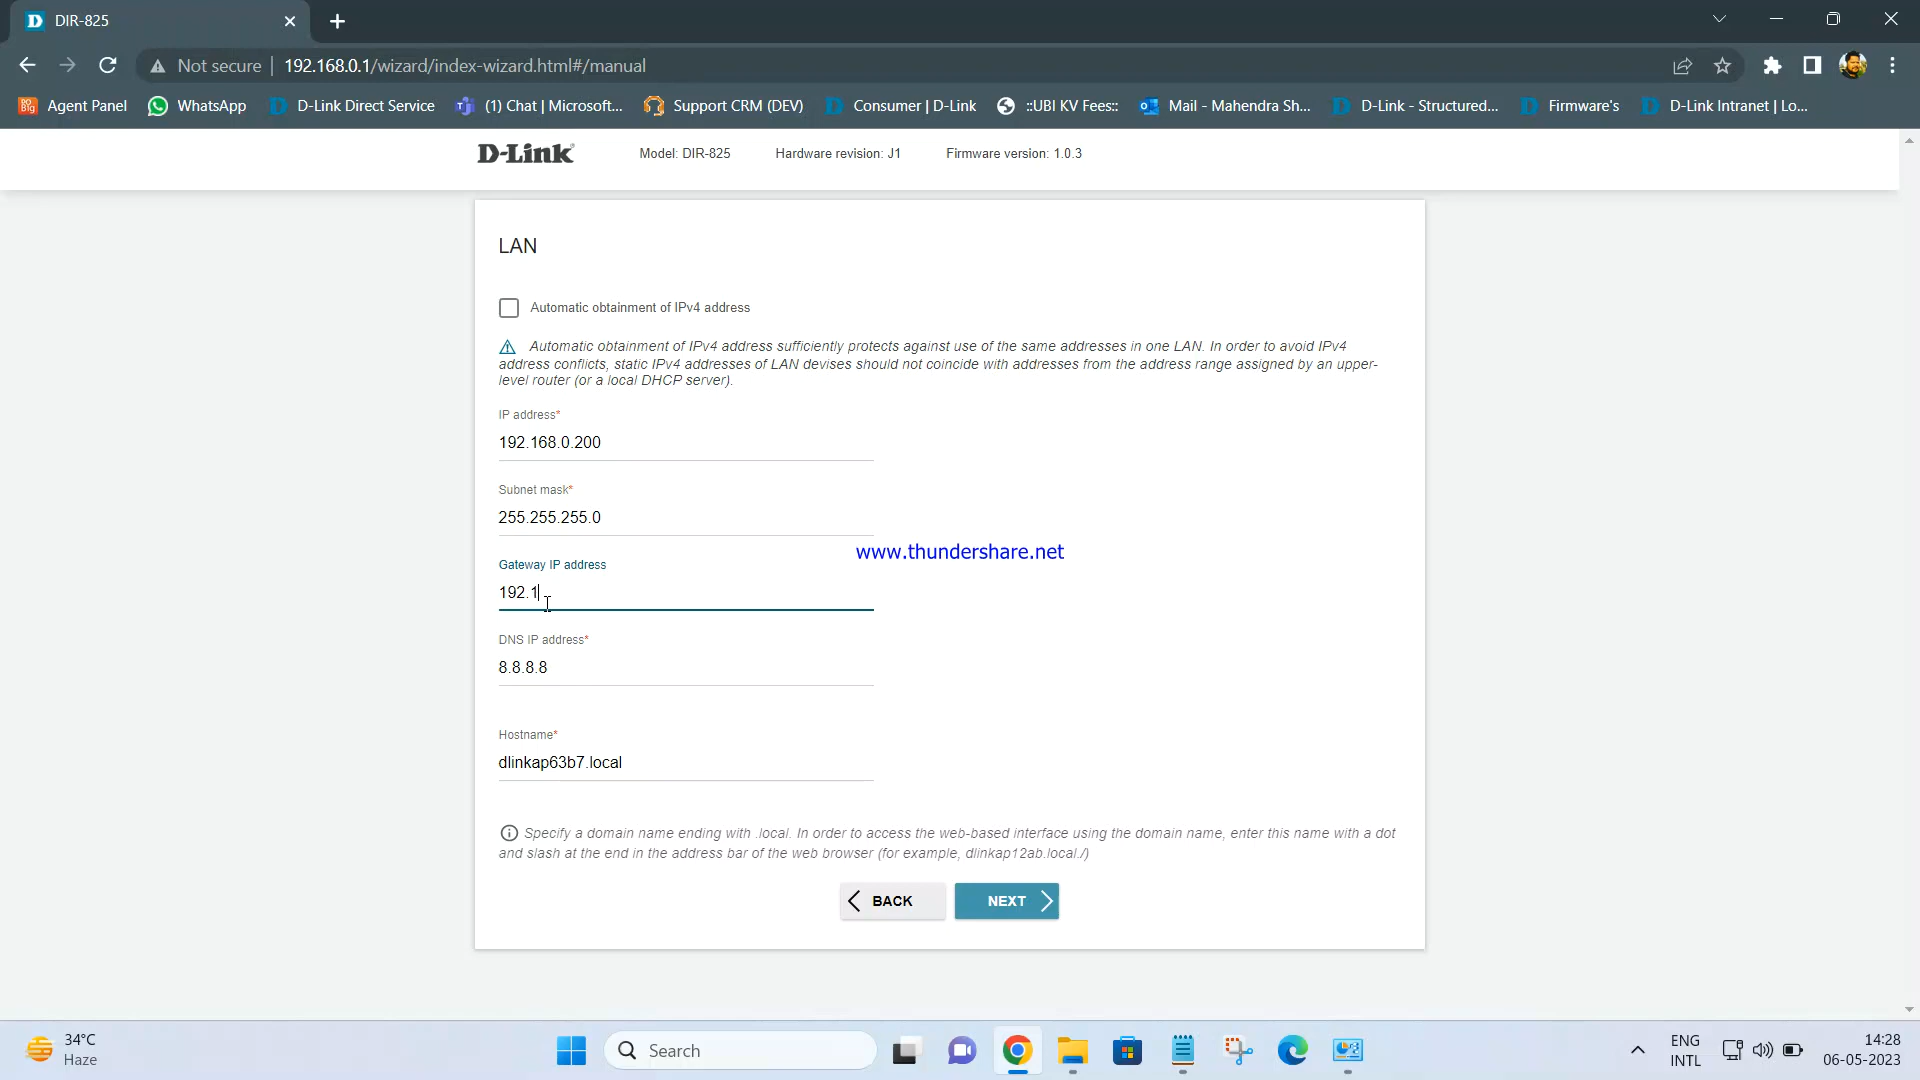 DIR-825
Not secure
192.168.0.1/wizard/index-wizard.html#/manual
Agent Panel
WhatsApp
D-Link Direct Service
(1) Chat | Microsoft...
Support CRM (DEV)
Consumer | D-Link
::UBI KV Fees::
Mail - Mahendra Sh...
D-Link - Structured...
Firmware's
D-Link Intranet | Lo...
D-Link
Model: DIR-825
Hardware revision: J1
Firmware version: 1.0.3
LAN
Automatic obtainment of IPv4 address
Automatic obtainment of IPv4 address sufficiently protects against use of the same addresses in one LAN. In order to avoid IPv4
address conflicts, static IPv4 addresses of LAN devises should not coincide with addresses from the address range assigned by an upper-
level router (or a local DHCP server).
IP address*
192.168.0.200
Subnet mask*
255.255.255.0
www.thundershare.net
Gateway IP address
192.1
DNS IP address*
8.8.8.8
Hostname*
dlinkap63b7.local
Specify a domain name ending with .local. In order to access the web-based interface using the domain name, enter this name with a dot
and slash at the end in the address bar of the web browser (for example, dlinkap12ab.local./)
BACK
NEXT
34°C
Haze
Search
ENG
INTL
14:28
06-05-2023